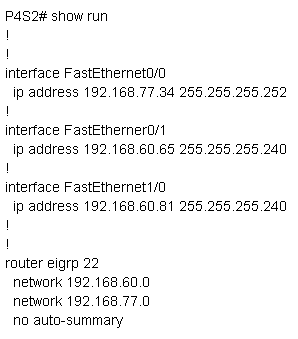 P4S2# show run
!
!
interface FastEthernet0/0
ip address 192.168.77.34 255.255.255.252
!
interface FastEtherner0/1
ip address 192.168.60.65 255.255.255.240
!
interface FastEthernet1/0
ip address 192.168.60.81 255.255.255.240
!
!
router eigrp 22
network 192.168.60.0
network 192.168.77.0
no auto-summary